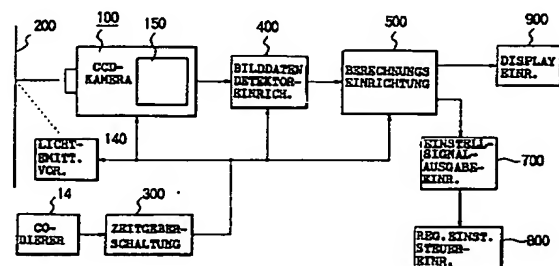 200
100
150
CCD-
KAMERA
400
BILDDATEN
DETEKTOR-
EINRICH.
500
BERECHNUNGS
EINRICHTUNG
900
DISPLAY
EINR.
140
LICHT-
EMITT.
VOR.
EINSTELL-
SIGNAL-
AUSGABE-
EINR.
700
14
CO-
DIERER
300
ZEITGEBER-
SCHALTUNG
REG.EINST.
STEUER-
EINR.
800